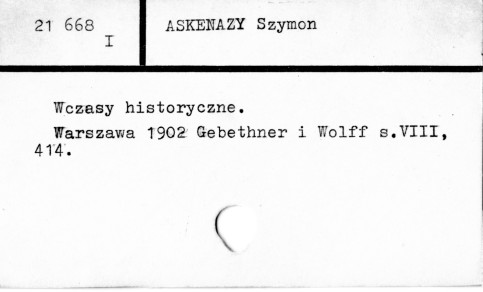 21 668
I
ASKENAZY Szymon
Wczasy historyczne.
Warszawa 1902 Gebethner i Wolff s.VIII,
414.